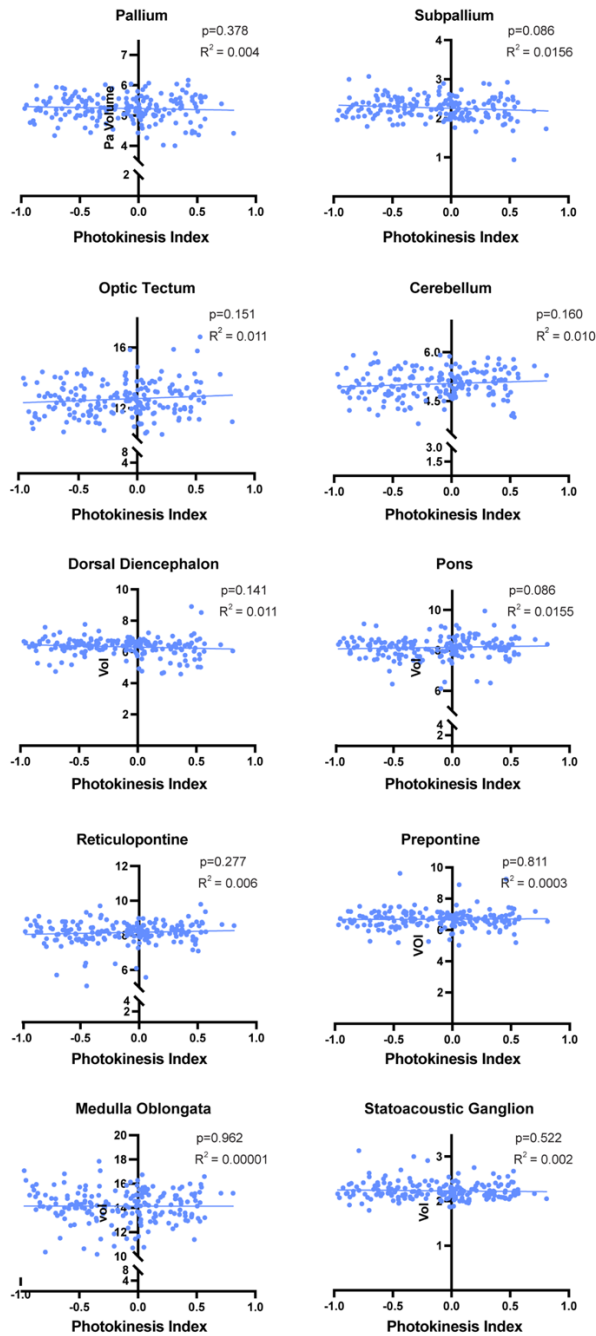 Pallium
p=0.378
R² = 0.004
7
6
5
4
2
Pa Volume
-1.0 -0.5 0.0 0.5 1.0
Photokinesis Index
Subpallium
p=0.086
R² = 0.0156
4
3
2
1
-1.0 -0.5 0.0 0.5 1.0
Photokinesis Index
Optic Tectum
p=0.151
R² = 0.011
16
12
8
4
-1.0 -0.5 0.0 0.5 1.0
Photokinesis Index
Cerebellum
p=0.160
R² = 0.010
6.0
4.5
3.0
1.5
-1.0 -0.5 0.0 0.5 1.0
Photokinesis Index
Dorsal Diencephalon
p=0.141
R² = 0.011
10
8
6
4
2
Vol
-1.0 -0.5 0.0 0.5 1.0
Photokinesis Index
Pons
p=0.086
R² = 0.0155
10
8
6
4
2
Vol
-1.0 -0.5 0.0 0.5 1.0
Photokinesis Index
Reticulopontine
p=0.277
R² = 0.006
12
10
8
6
4
2
-1.0 -0.5 0.0 0.5 1.0
Photokinesis Index
Prepontine
p=0.811
R² = 0.0003
10
8
6
4
2
VOl
-1.0 -0.5 0.0 0.5 1.0
Photokinesis Index
Medulla Oblongata
p=0.962
R² = 0.00001
20
18
16
14
12
10
8
4
vol
-1.0 -0.5 0.0 0.5 1.0
Photokinesis Index
Statoacoustic Ganglion
p=0.522
R² = 0.002
3
2
1
Vol
-1.0 -0.5 0.0 0.5 1.0
Photokinesis Index